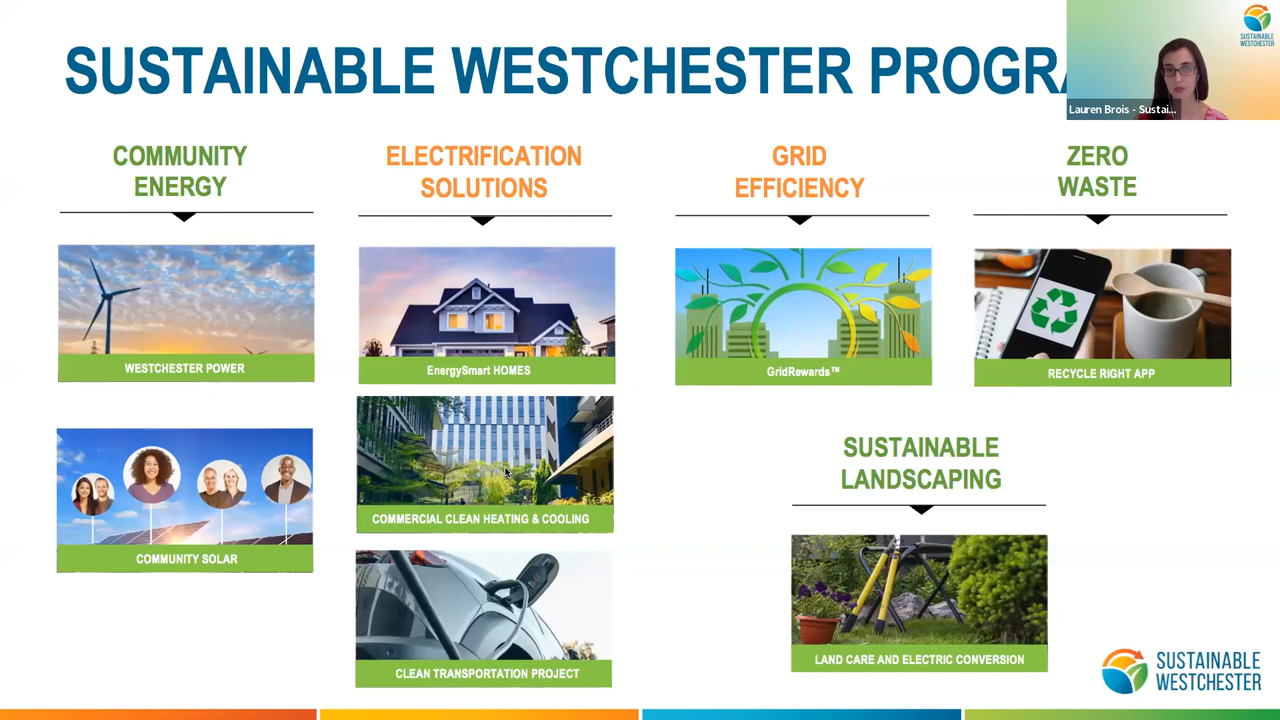 SUSTAINABLE WESTCHESTER
SUSTAINABLE
WESTCHESTER
Lauren Brois - Sustai...
COMMUNITY
ENERGY
WESTCHESTER POWER
COMMUNITY SOLAR
ELECTRIFICATION
SOLUTIONS
EnergySmart HOMES
COMMERCIAL CLEAN HEATING & COOLING
CLEAN TRANSPORTATION PROJECT
GRID
EFFICIENCY
GridRewards™
ZERO
WASTE
RECYCLE RIGHT APP
SUSTAINABLE
LANDSCAPING
LAND CARE AND ELECTRIC CONVERSION
SUSTAINABLE
WESTCHESTER